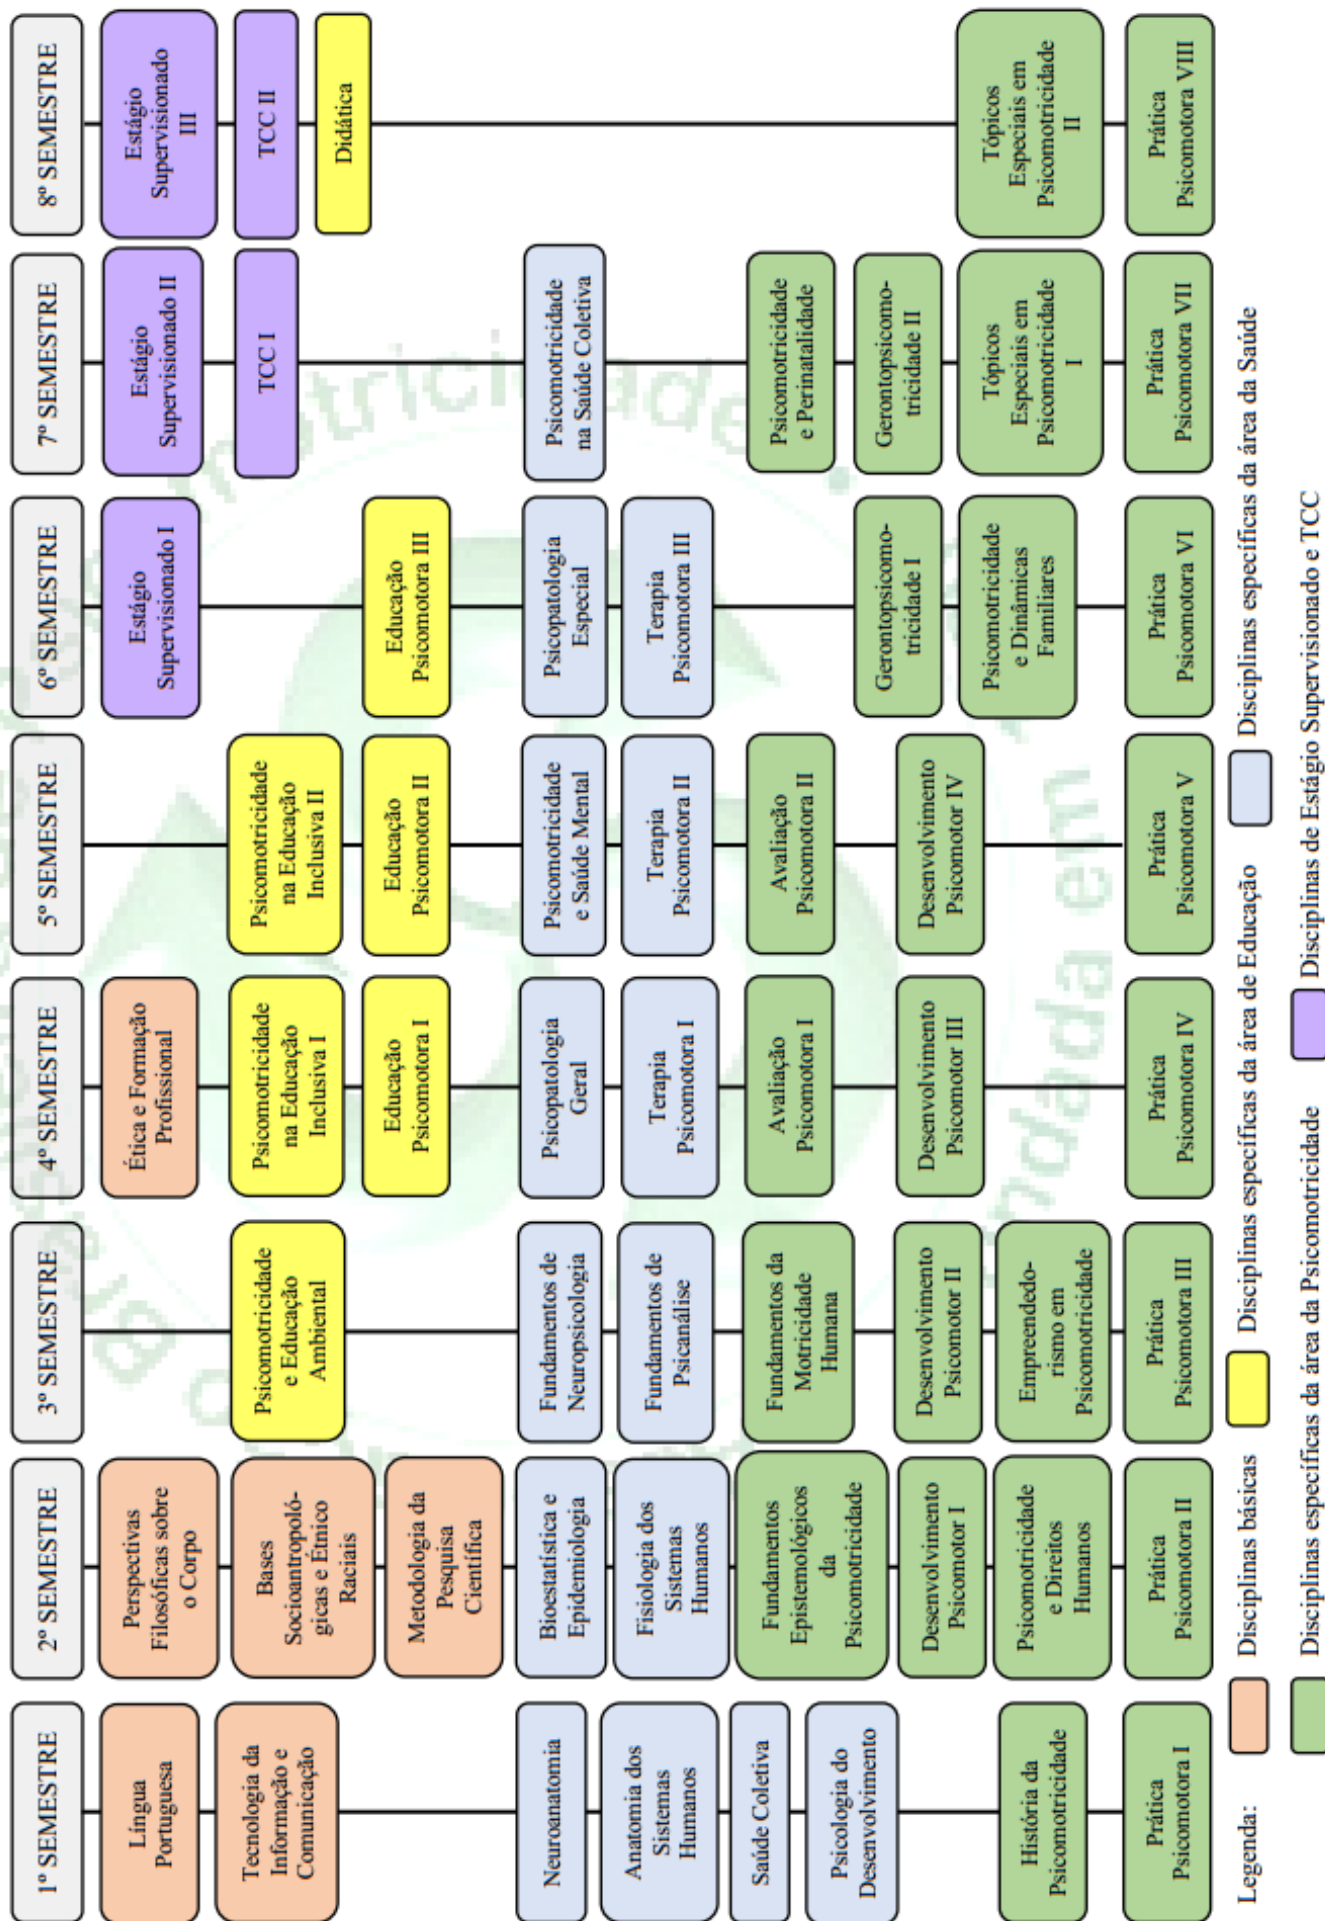 1º SEMESTRE
Língua
Portuguesa
Tecnologia da
Informação e
Comunicação
Neuroanatomia
Anatomia dos
Sistemas
Humanos
Saúde Coletiva
Psicologia do
Desenvolvimento
História da
Psicomotricidade
Prática
Psicomotora I
2º SEMESTRE
Perspectivas
Filosóficas sobre
o Corpo
Bases
Socioantropoló-
gicas e Étnico
Raciais
Metodologia da
Pesquisa
Científica
Bioestatística e
Epidemiologia
Fisiologia dos
Sistemas
Humanos
Fundamentos
Epistemológicos
da
Psicomotricidade
Desenvolvimento
Psicomotor I
Psicomotricidade
e Direitos
Humanos
Prática
Psicomotora II
3º SEMESTRE
Psicomotricidade
e Educação
Ambiental
Fundamentos de
Neuropsicologia
Fundamentos de
Psicanálise
Fundamentos da
Motricidade
Humana
Desenvolvimento
Psicomotor II
Empreendedo-
rismo em
Psicomotricidade
Prática
Psicomotora III
4º SEMESTRE
Ética e Formação
Profissional
Psicomotricidade
na Educação
Inclusiva I
Educação
Psicomotora I
Psicopatologia
Geral
Terapia
Psicomotora I
Avaliação
Psicomotora I
Desenvolvimento
Psicomotor III
Prática
Psicomotora IV
5º SEMESTRE
Psicomotricidade
na Educação
Inclusiva II
Educação
Psicomotora II
Psicomotricidade
e Saúde Mental
Terapia
Psicomotora II
Avaliação
Psicomotora II
Desenvolvimento
Psicomotor IV
Prática
Psicomotora V
6º SEMESTRE
Estágio
Supervisionado I
Educação
Psicomotora III
Psicopatologia
Especial
Terapia
Psicomotora III
Gerontopsicomo-
tricidade I
Psicomotricidade
e Dinâmicas
Familiares
Prática
Psicomotora VI
7º SEMESTRE
Estágio
Supervisionado II
TCC I
Psicomotricidade
na Saúde Coletiva
Psicomotricidade
e Perinatalidade
Gerontopsicomo-
tricidade II
Tópicos
Especiais em
Psicomotricidade
I
Prática
Psicomotora VII
8º SEMESTRE
Estágio
Supervisionado
III
TCC II
Didática
Tópicos
Especiais em
Psicomotricidade
II
Prática
Psicomotora VIII
Legenda:
Disciplinas básicas
Disciplinas específicas da área de Educação
Disciplinas específicas da área da Saúde
Disciplinas específicas da área da Psicomotricidade
Disciplinas de Estágio Supervisionado e TCC